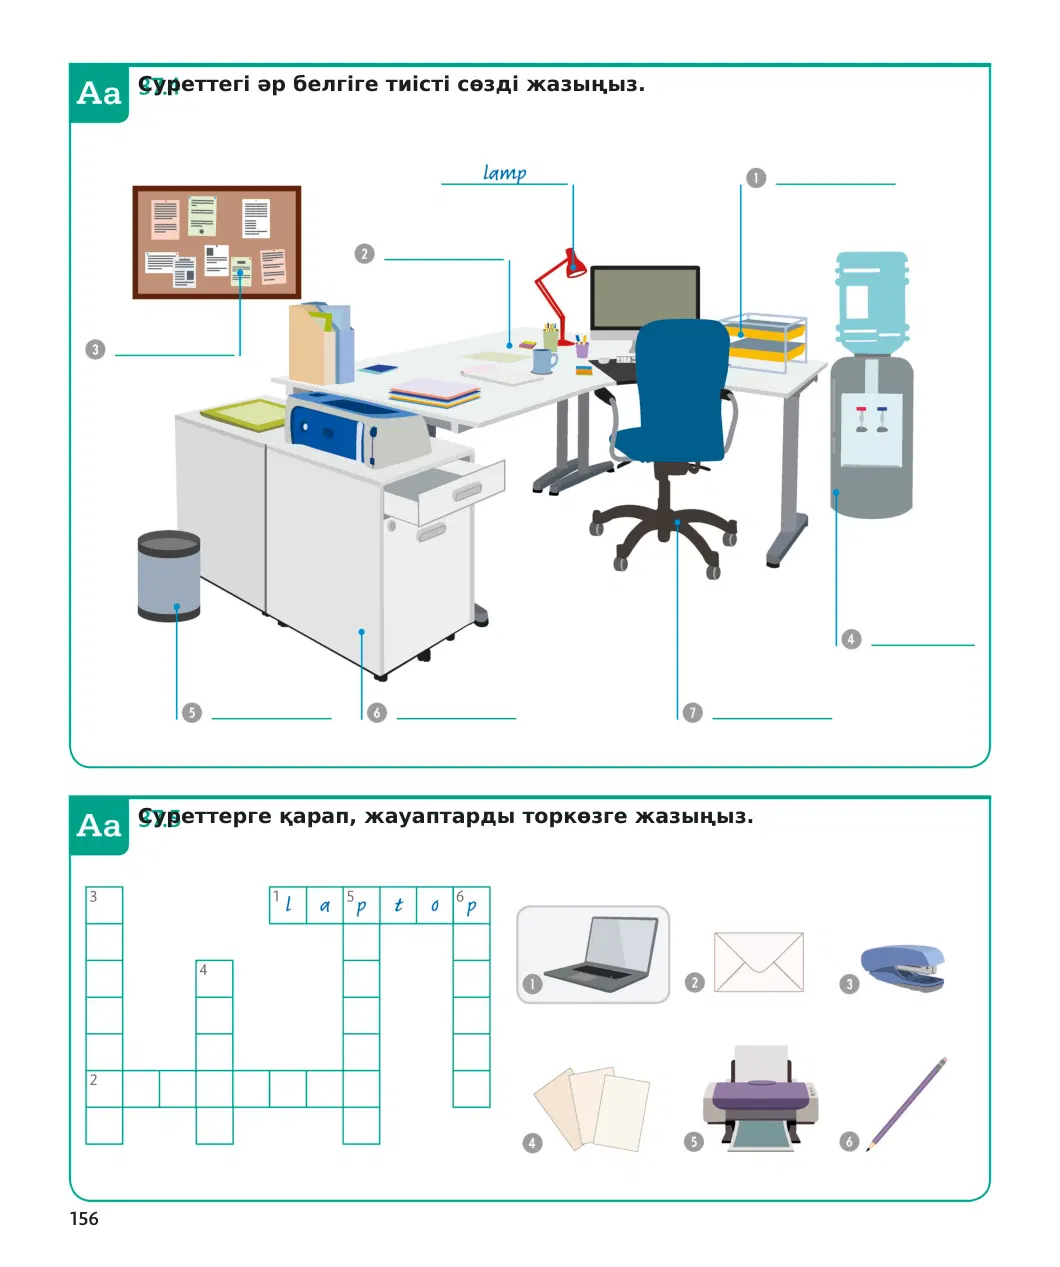 Aa
Суреттегі әр белгіге тиісті сөзді жазыңыз.
lamp
1
2
3
4
5
6
7
Aa
Суреттерге қарап, жауаптарды торкөзге жазыңыз.
3 1 l a 5 p t o 6 p
4
2
1 2 3
4 5 6
156